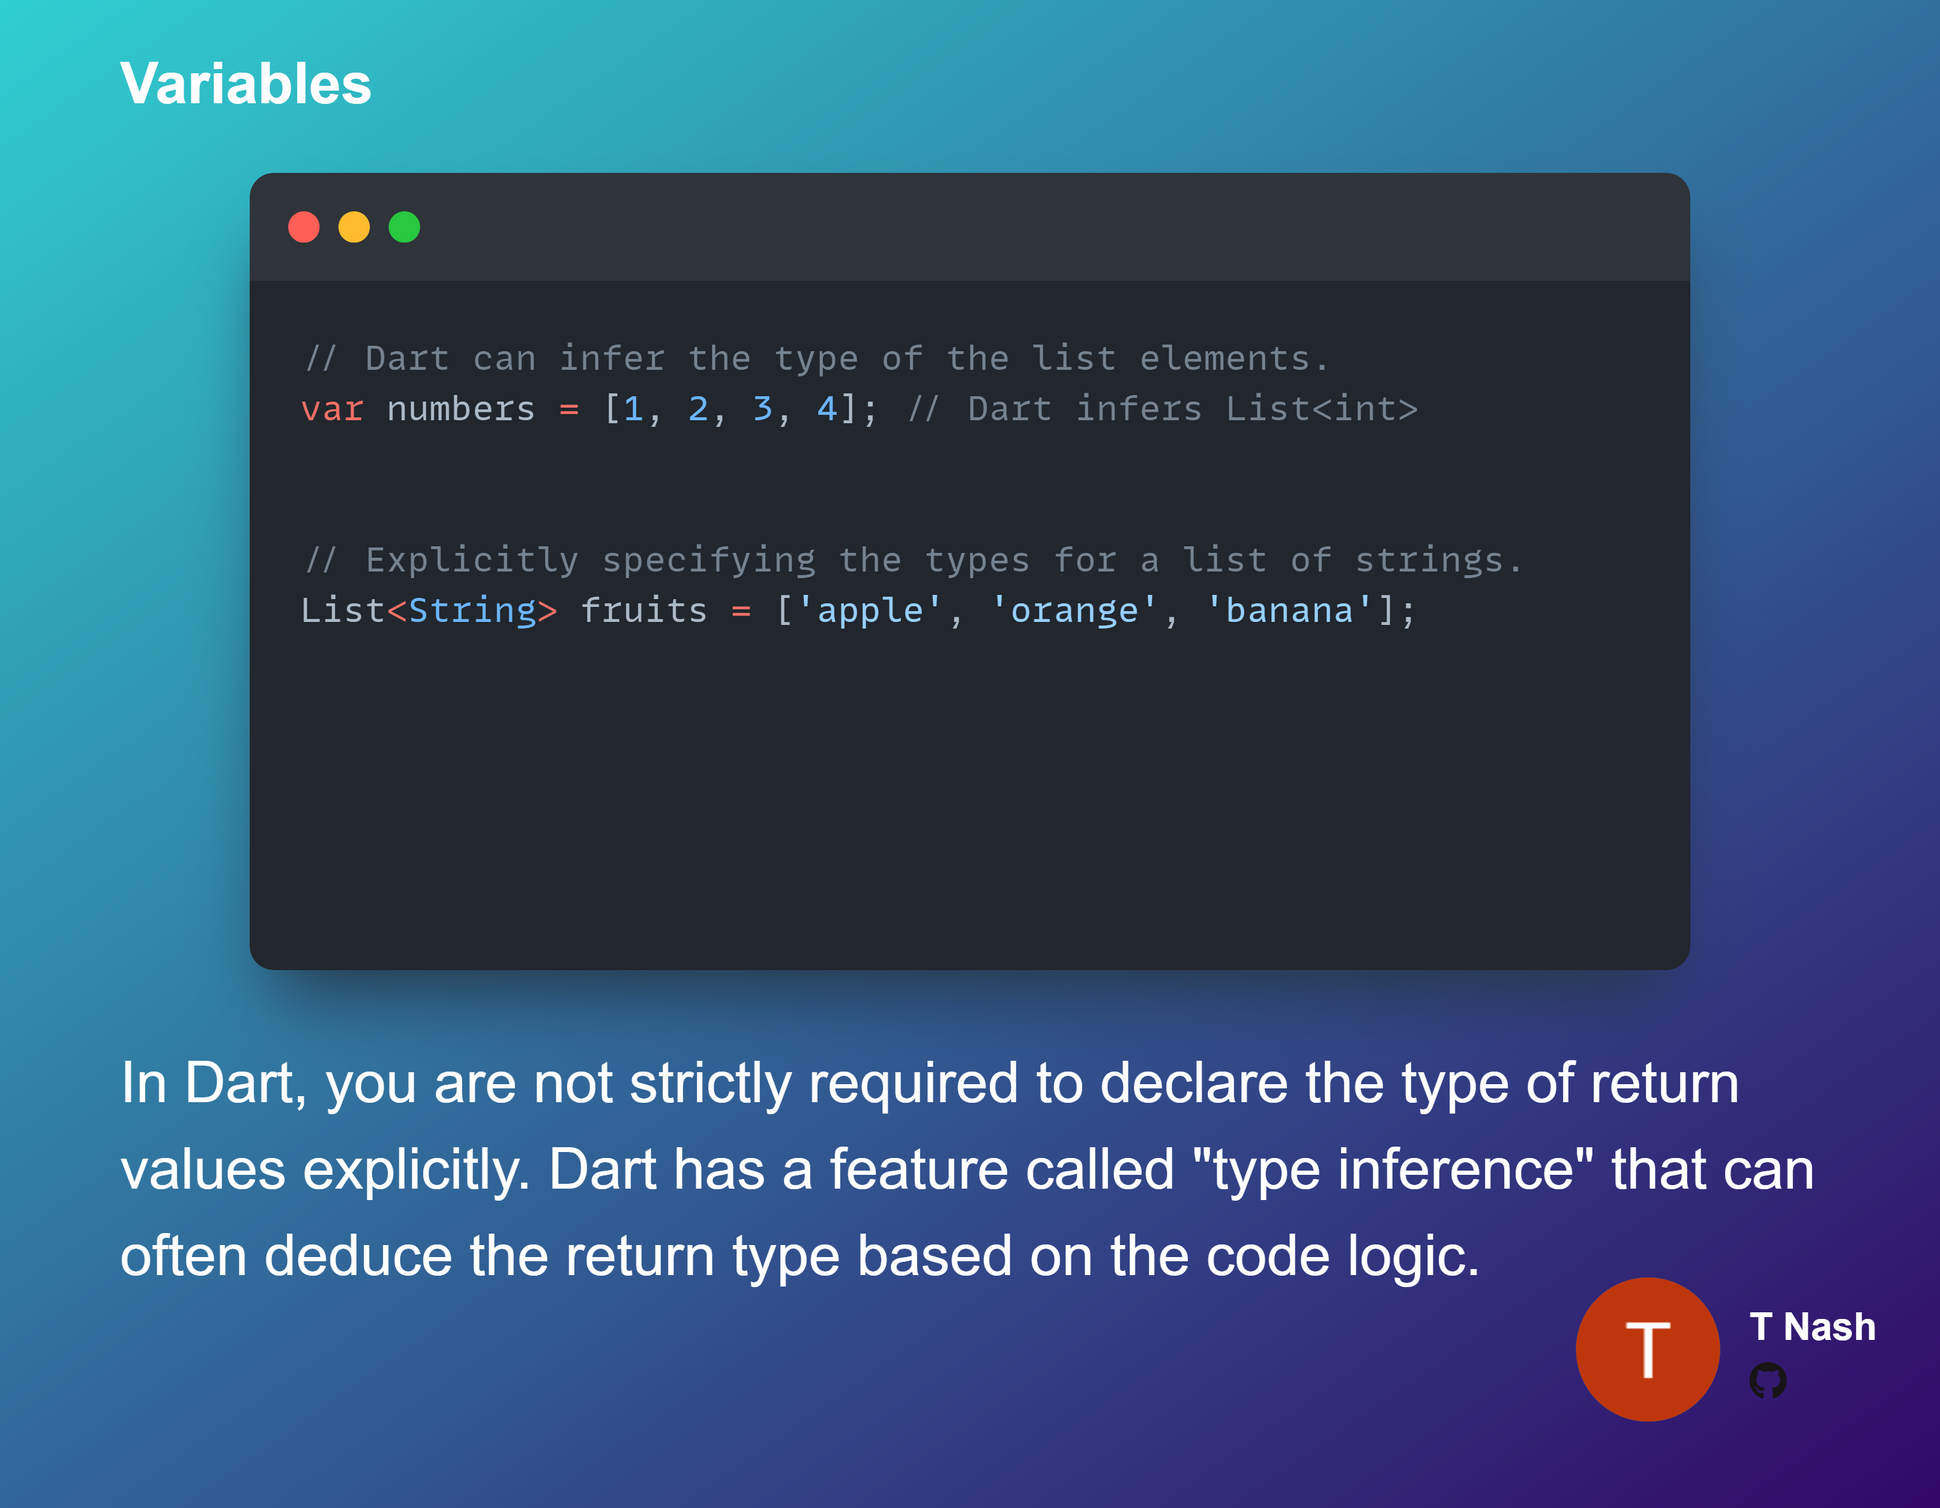 Variables
// Dart can infer the type of the list elements.
var numbers = [1, 2, 3, 4]; // Dart infers List<int>
// Explicitly specifying the types for a list of strings.
List<String> fruits = ['apple', 'orange', 'banana'];
In Dart, you are not strictly required to declare the type of return
values explicitly. Dart has a feature called "type inference" that can
often deduce the return type based on the code logic.
T
T Nash